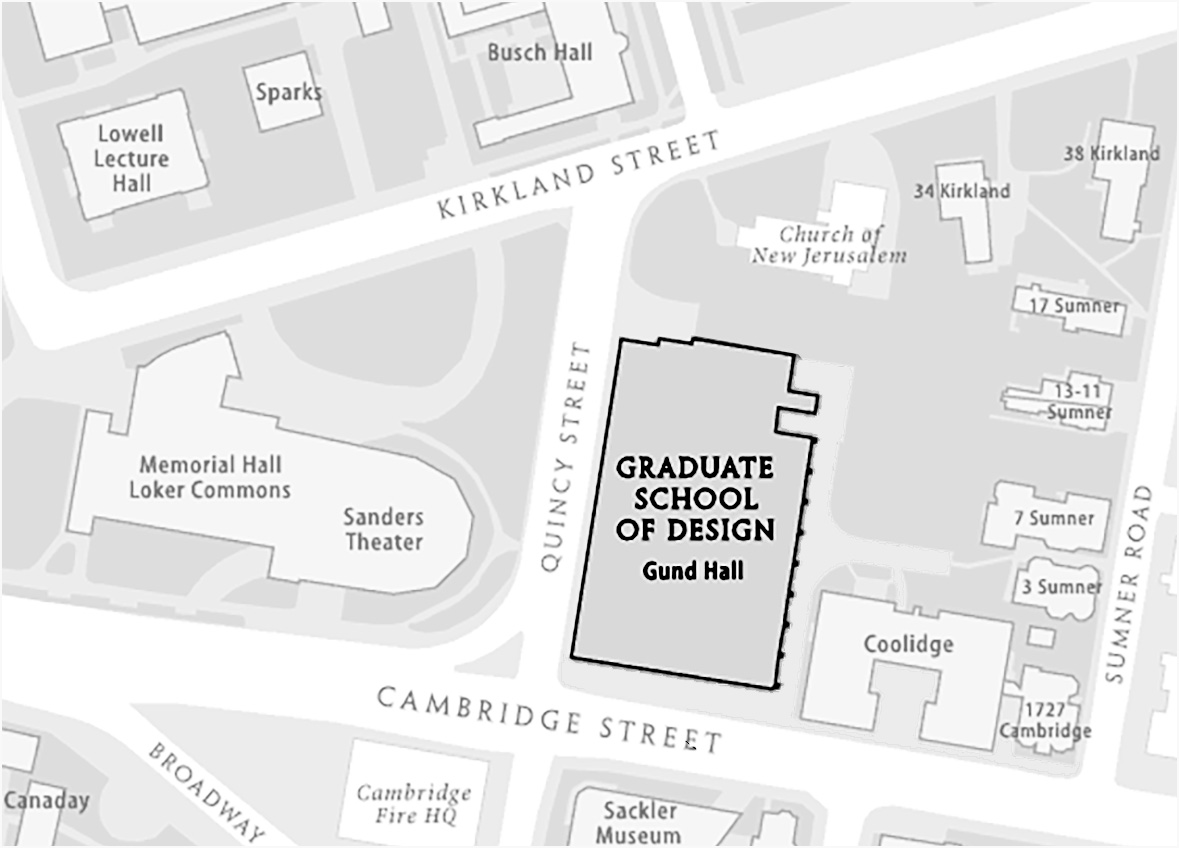 Busch Hall
Sparks
Lowell
Lecture
Hall
KIRKLAND STREET
38 Kirkland
34 Kirkland
Church of
New Jerusalem
17 Sumner
13-11
Sumner
QUINCY STREET
Memorial Hall
Loker Commons
Sanders
Theater
GRADUATE
SCHOOL
OF DESIGN
Gund Hall
7 Sumner
3 Sumner
SUMNER ROAD
Coolidge
1727
Cambridge
CAMBRIDGE STREET
BROADWAY
Canaday
Cambridge
Fire HQ
Sackler
Museum